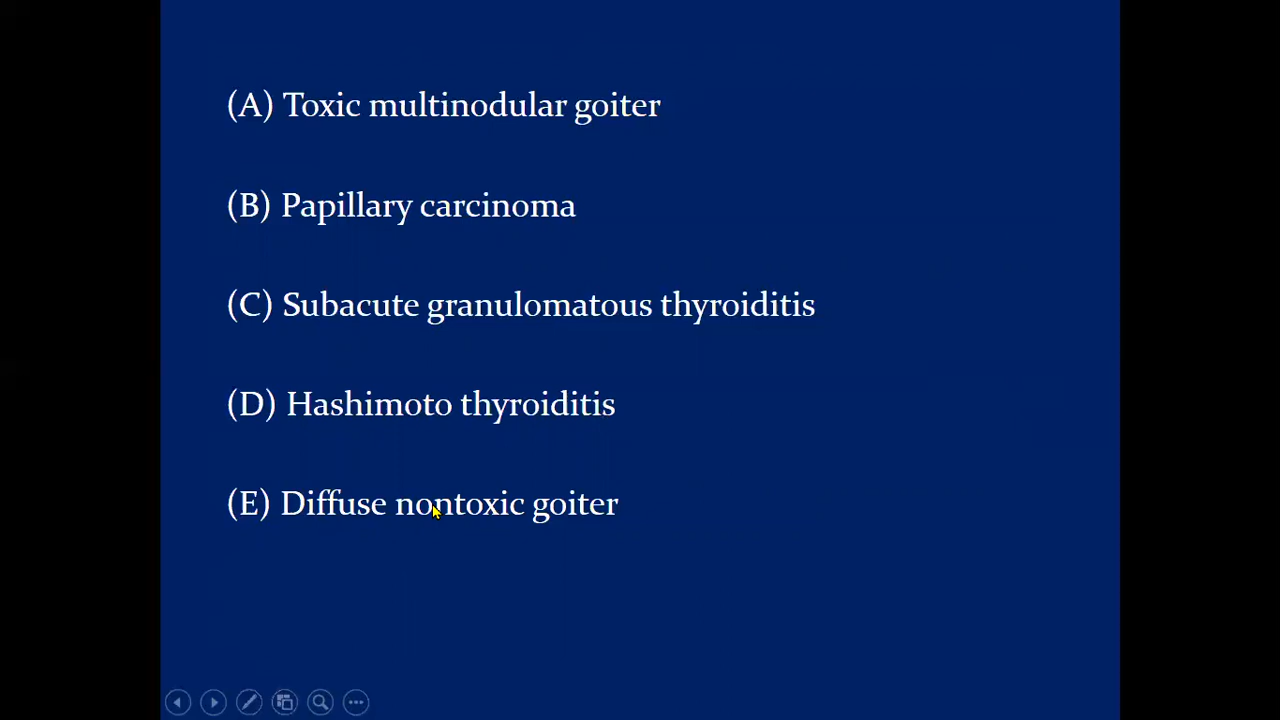 (A) Toxic multinodular goiter
(B) Papillary carcinoma
(C) Subacute granulomatous thyroiditis
(D) Hashimoto thyroiditis
(E) Diffuse nontoxic goiter